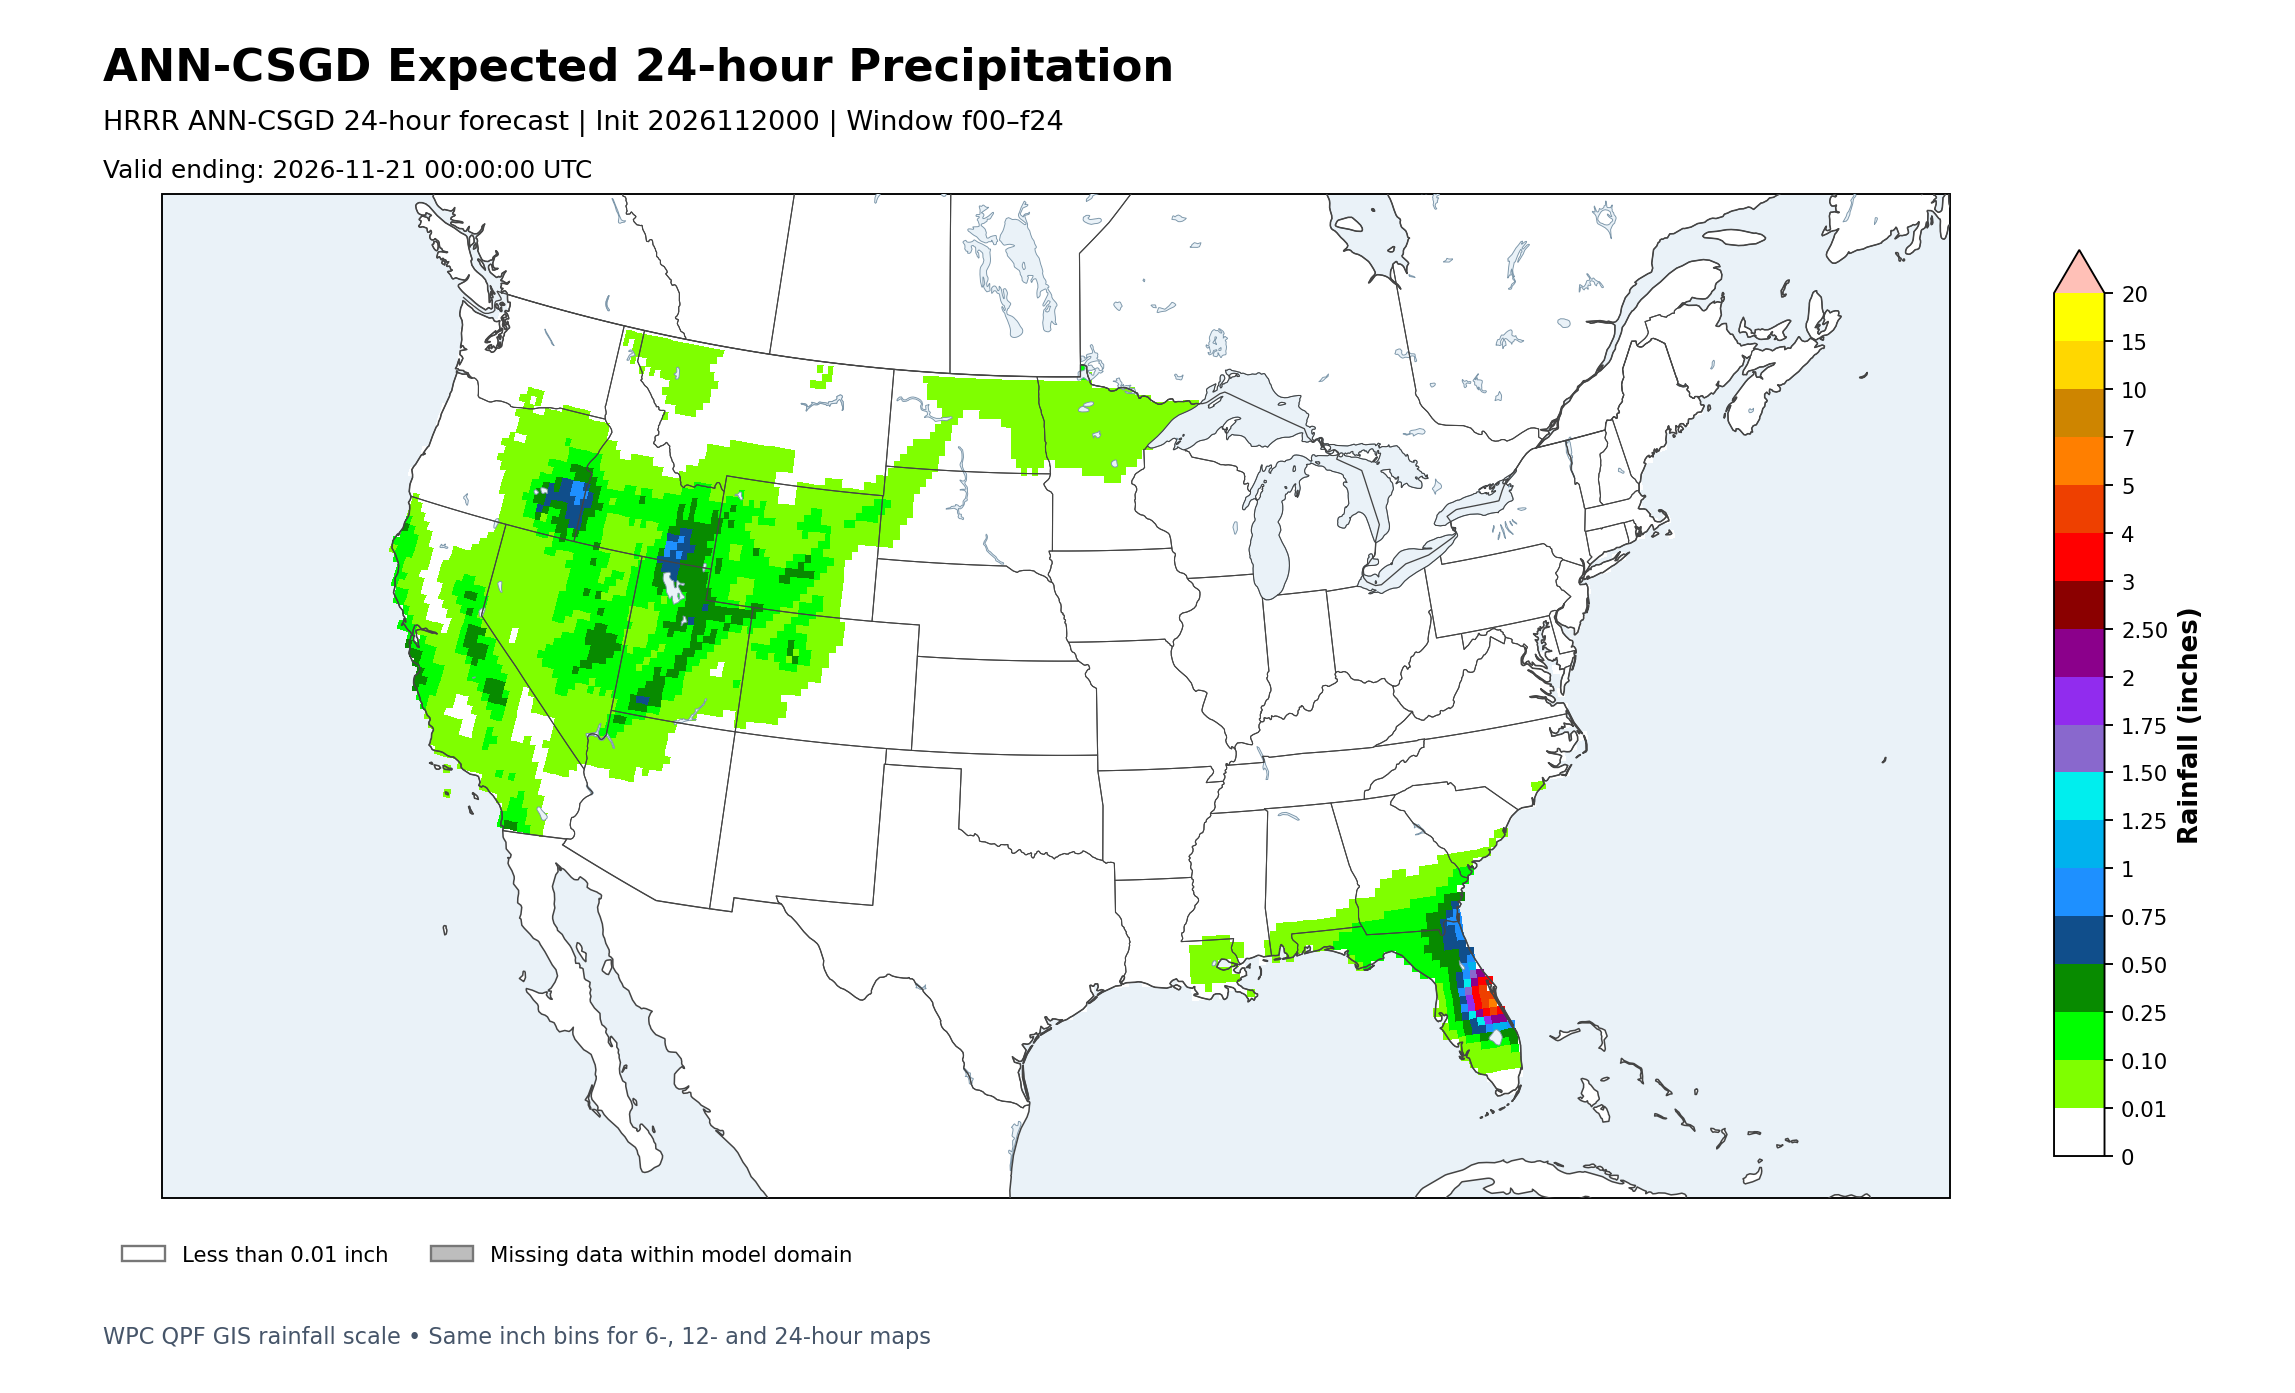 ANN-CSGD Expected 24-hour Precipitation
HRRR ANN-CSGD 24-hour forecast | Init 2026112000 | Window f00–f24
Valid ending: 2026-11-21 00:00:00 UTC
20
15
10
7
5
4
3
2.50
2
1.75
1.50
1.25
1
0.75
0.50
0.25
0.10
0.01
0
Rainfall (inches)
Less than 0.01 inch
Missing data within model domain
WPC QPF GIS rainfall scale • Same inch bins for 6-, 12- and 24-hour maps